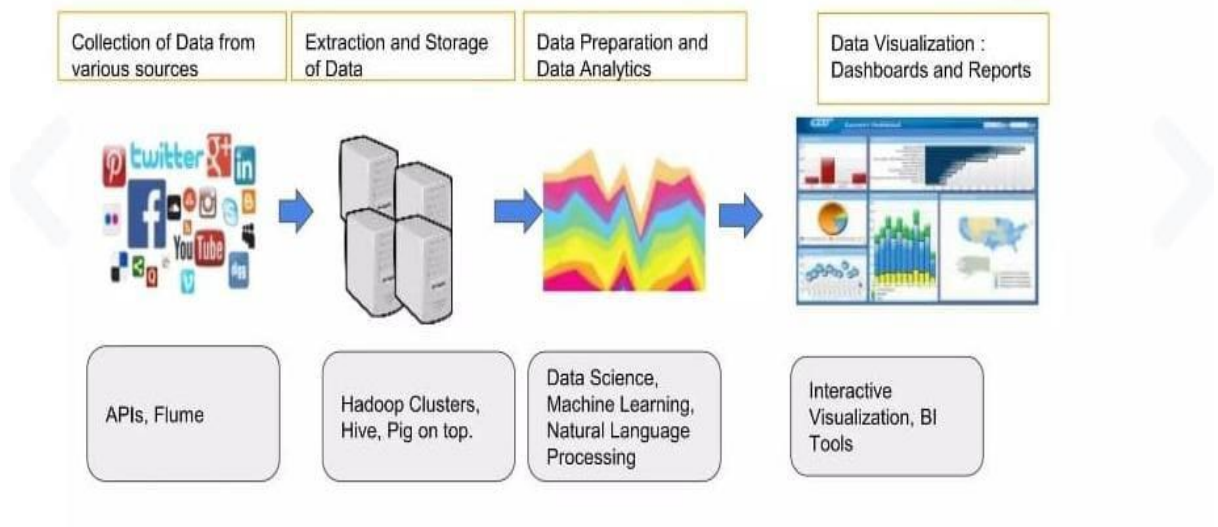 Collection of Data from
various sources
Extraction and Storage
of Data
Data Preparation and
Data Analytics
Data Visualization :
Dashboards and Reports
twitter
g+
in
f
You Tube
digg
APIs, Flume
Hadoop Clusters,
Hive, Pig on top.
Data Science,
Machine Learning,
Natural Language
Processing
Interactive
Visualization, BI
Tools